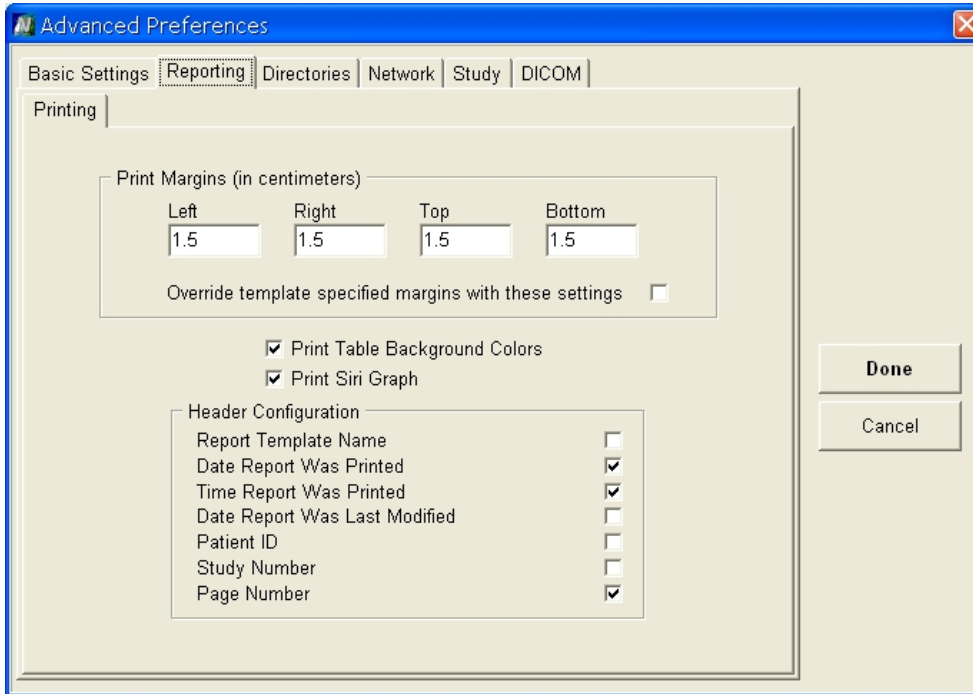 Advanced Preferences
Basic Settings Reporting Directories Network Study DICOM
Printing
Print Margins (in centimeters)
Left Right Top Bottom
1.5 1.5 1.5 1.5
Override template specified margins with these settings
Print Table Background Colors
Print Siri Graph
Header Configuration
Report Template Name
Date Report Was Printed
Time Report Was Printed
Date Report Was Last Modified
Patient ID
Study Number
Page Number
Done
Cancel